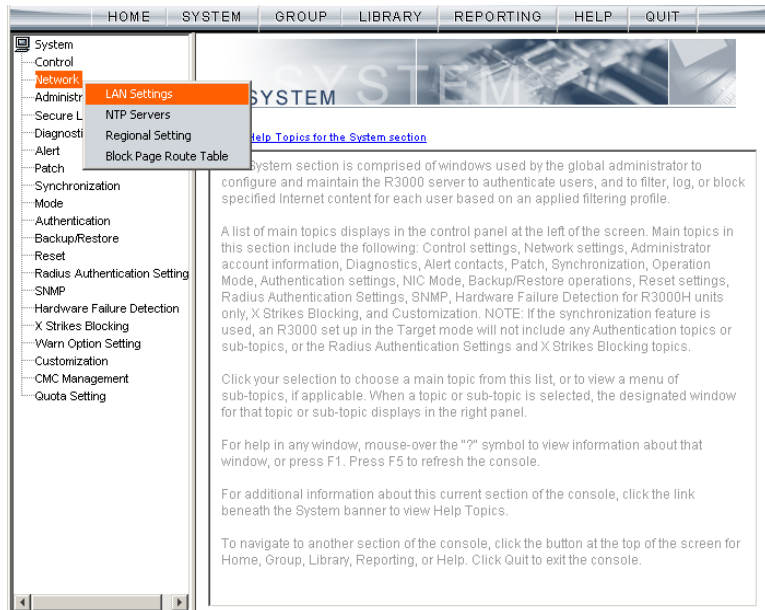 HOME SYSTEM GROUP LIBRARY REPORTING HELP QUIT
System
Control
Network
LAN Settings
NTP Servers
Regional Setting
Block Page Route Table
Administr
Secure L
Diagnosti
Alert
Patch
Synchronization
Mode
Authentication
Backup/Restore
Reset
Radius Authentication Setting
SNMP
Hardware Failure Detection
X Strikes Blocking
Warn Option Setting
Customization
CMC Management
Quota Setting
SYSTEM
SYSTEM
Help Topics for the System section
System section is comprised of windows used by the global administrator to
configure and maintain the R3000 server to authenticate users, and to filter, log, or block
specified Internet content for each user based on an applied filtering profile.
A list of main topics displays in the control panel at the left of the screen. Main topics in
this section include the following: Control settings, Network settings, Administrator
account information, Diagnostics, Alert contacts, Patch, Synchronization, Operation
Mode, Authentication settings, NIC Mode, Backup/Restore operations, Reset settings,
Radius Authentication Settings, SNMP, Hardware Failure Detection for R3000H units
only, X Strikes Blocking, and Customization. NOTE: If the synchronization feature is
used, an R3000 set up in the Target mode will not include any Authentication topics or
sub-topics, or the Radius Authentication Settings and X Strikes Blocking topics.
Click your selection to choose a main topic from this list, or to view a menu of
sub-topics, if applicable. When a topic or sub-topic is selected, the designated window
for that topic or sub-topic displays in the right panel.
For help in any window, mouse-over the "?" symbol to view information about that
window, or press F1. Press F5 to refresh the console.
For additional information about this current section of the console, click the link
beneath the System banner to view Help Topics.
To navigate to another section of the console, click the button at the top of the screen for
Home, Group, Library, Reporting, or Help. Click Quit to exit the console.